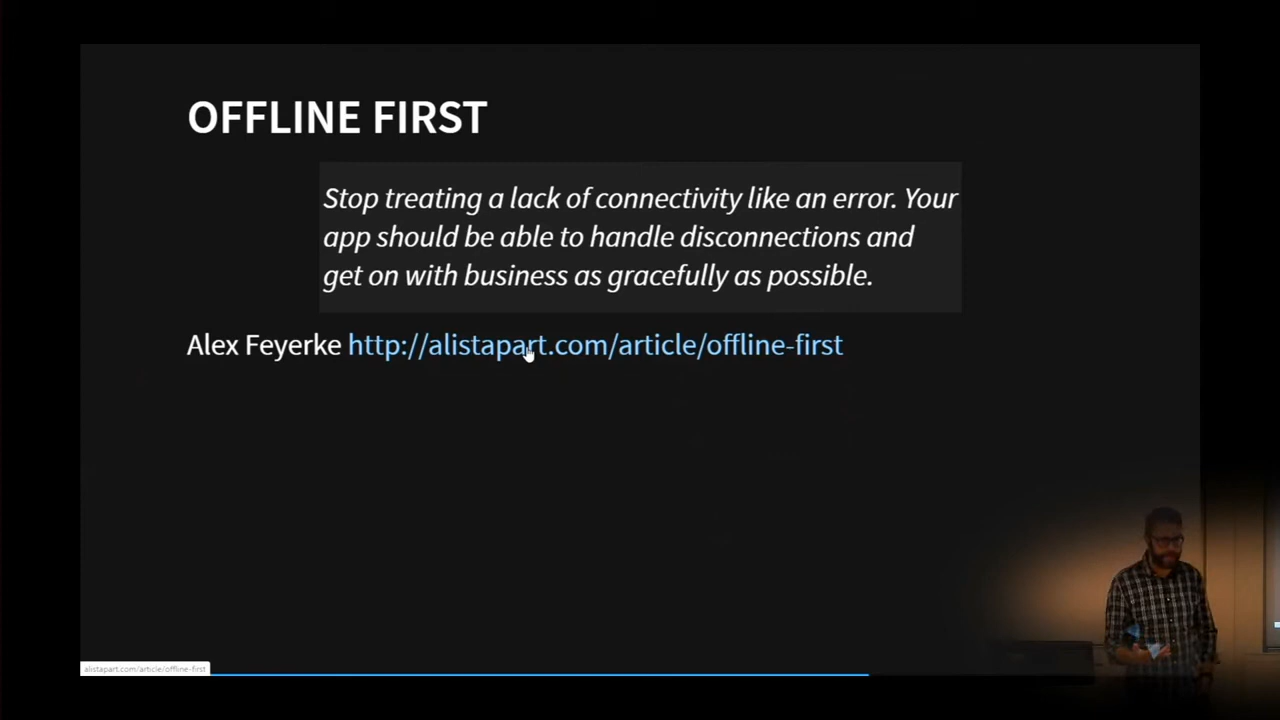 OFFLINE FIRST
Stop treating a lack of connectivity like an error. Your
app should be able to handle disconnections and
get on with business as gracefully as possible.
Alex Feyerke http://alistapart.com/article/offline-first
alistapart.com/article/offline-first